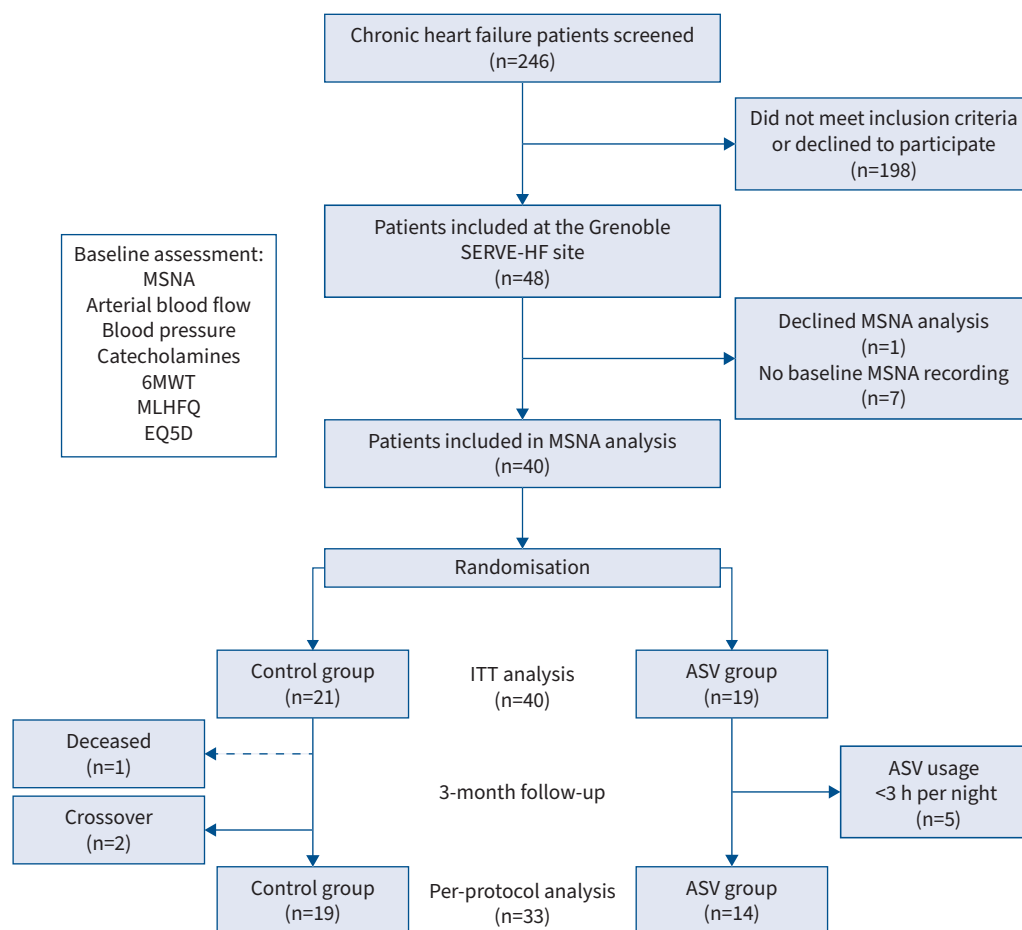 Chronic heart failure patients screened
(n=246)
Did not meet inclusion criteria
or declined to participate
(n=198)
Patients included at the Grenoble
SERVE-HF site
(n=48)
Baseline assessment:
MSNA
Arterial blood flow
Blood pressure
Catecholamines
6MWT
MLHFQ
EQ5D
Declined MSNA analysis
(n=1)
No baseline MSNA recording
(n=7)
Patients included in MSNA analysis
(n=40)
Randomisation
Control group
(n=21)
ITT analysis
(n=40)
ASV group
(n=19)
Deceased
(n=1)
3-month follow-up
ASV usage
<3 h per night
(n=5)
Crossover
(n=2)
Control group
(n=19)
Per-protocol analysis
(n=33)
ASV group
(n=14)